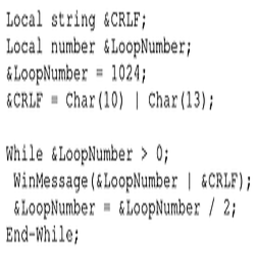 Local string &CRLF;
Local number &LoopNumber;
&LoopNumber = 1024;
&CRLF = Char(10) | Char(13);
While &LoopNumber > 0;
WinMessage(&LoopNumber | &CRLF);
&LoopNumber = &LoopNumber / 2;
End-While;